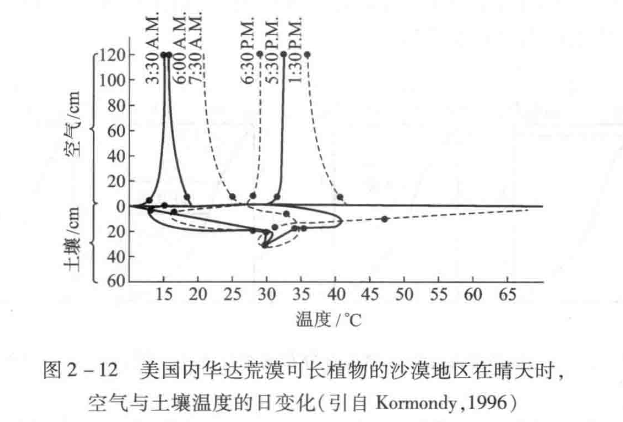 3:30 A.M.
6:00 A.M.
7:30 A.M.
6:30 P.M.
5:30 P.M.
1:30 P.M.
空气/cm
土壤/cm
120
100
80
60
40
20
0
20
40
60
15 20 25 30 35 40 45 50 55 60 65
温度/℃
图2-12 美国内华达荒漠可长植物的沙漠地区在晴天时,
空气与土壤温度的日变化(引自 Kormondy,1996)